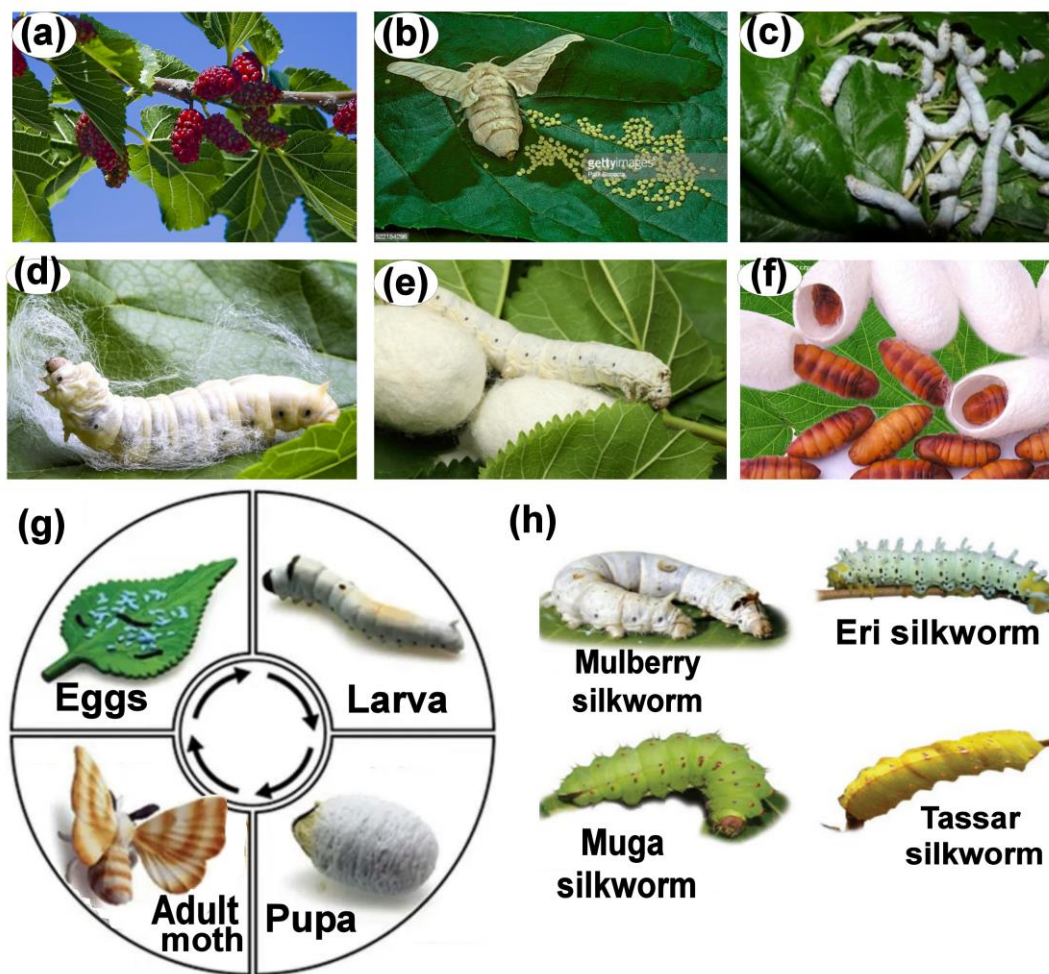 (a)
(b)
(c)
gettyimages
(d)
(e)
(f)
(g)
(h)
Eggs
Larva
Adult
moth
Pupa
Mulberry
silkworm
Eri silkworm
Muga
silkworm
Tassar
silkworm